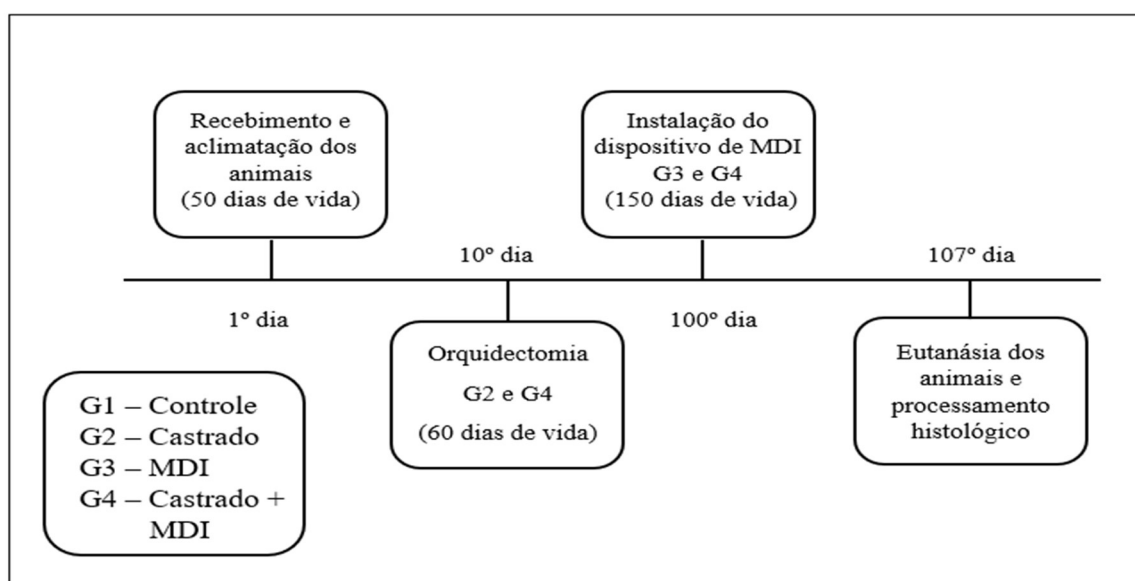 Recebimento e
aclimatação dos
animais
(50 dias de vida)
Instalação do
dispositivo de MDI
G3 e G4
(150 dias de vida)
10º dia
107º dia
1º dia
100º dia
Orquidectomia
G2 e G4
(60 dias de vida)
Eutanásia dos
animais e
processamento
histológico
G1 – Controle
G2 – Castrado
G3 – MDI
G4 – Castrado +
MDI